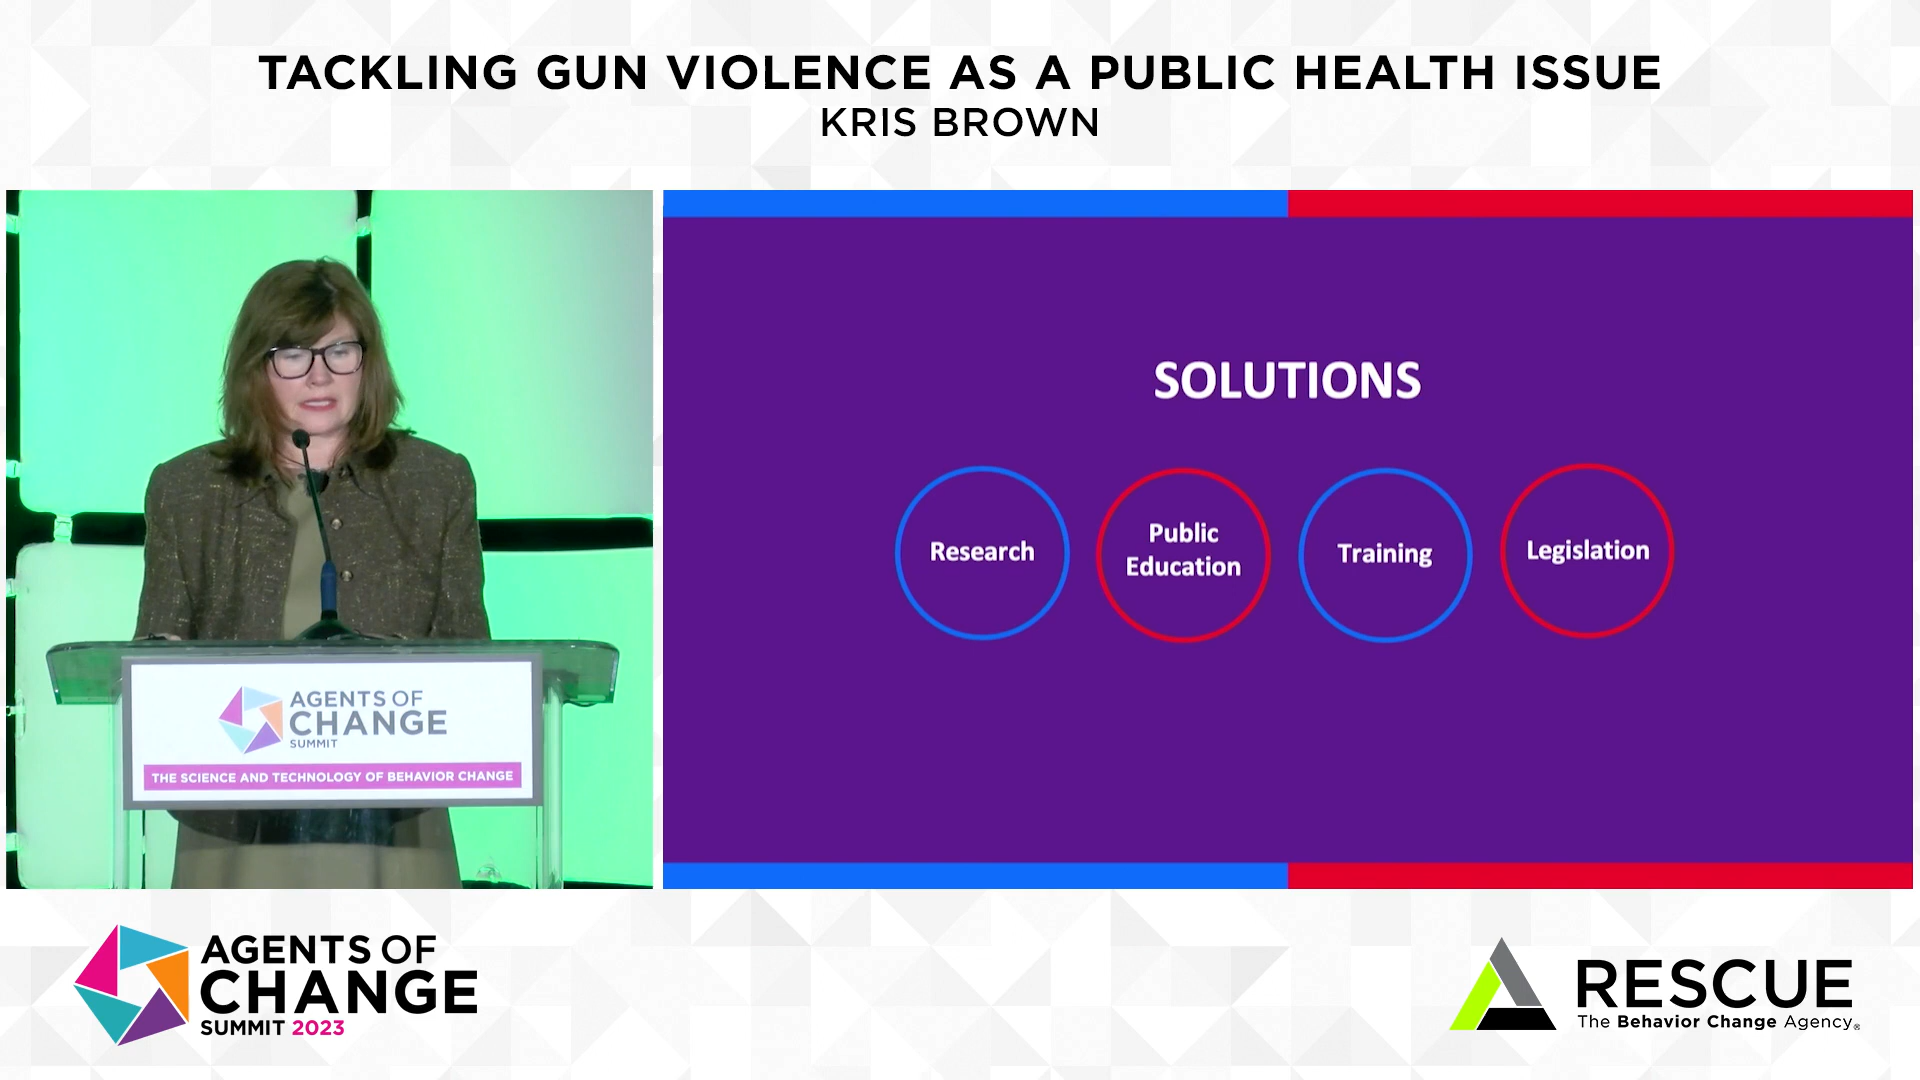 TACKLING GUN VIOLENCE AS A PUBLIC HEALTH ISSUE
KRIS BROWN
AGENTS OF
CHANGE
SUMMIT
THE SCIENCE AND TECHNOLOGY OF BEHAVIOR CHANGE
SOLUTIONS
Research
Public
Education
Training
Legislation
AGENTS OF
CHANGE
SUMMIT 2023
RESCUE
The Behavior Change Agency®